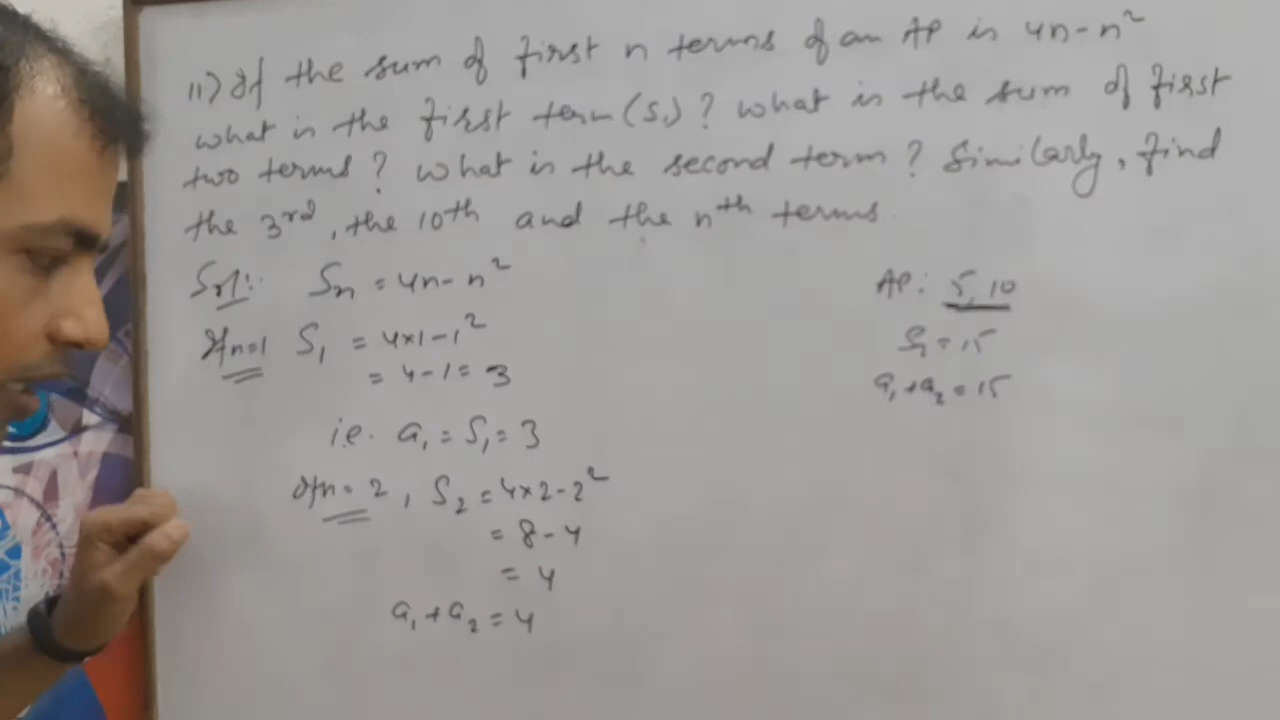 11) If the sum of first n terms of an AP is 4n-n²
what is the first term (S₁)? what is the sum of first
two terms? what is the second term? Similarly, find
the 3rd, the 10th and the nth terms.
Sol:- Sₙ = 4n-n²
If n=1 S₁ = 4×1-1²
= 4-1 = 3
i.e. a₁ = S₁ = 3
If n = 2, S₂ = 4×2-2²
= 8-4
= 4
a₁+a₂ = 4
AP: 5, 10
= 15
a₁+a₂ = 15